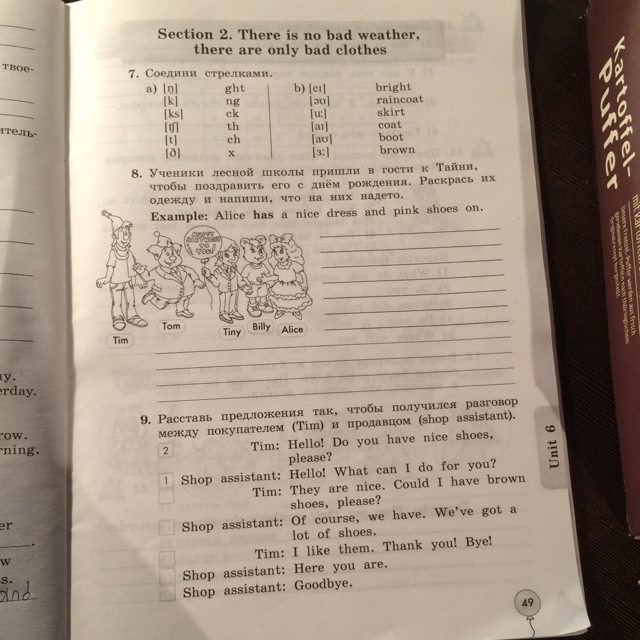 Section 2. There is no bad weather,
there are only bad clothes
7. Соедини стрелками.
a) [ŋ] ght b) [eɪ] bright
[k] ng [əʊ] raincoat
[ks] ck [uː] skirt
[tʃ] th [aɪ] coat
[t] ch [aʊ] boot
[ð] x [ɜː] brown
8. Ученики лесной школы пришли в гости к Тайни,
чтобы поздравить его с днём рождения. Раскрась их
одежду и напиши, что на них надето.
Example: Alice has a nice dress and pink shoes on.
HAPPY
BIRTHDAY
TO
YOU!
Tim
Tom
Tiny
Billy
Alice
9. Расставь предложения так, чтобы получился разговор
между покупателем (Tim) и продавцом (shop assistant).
2 Tim: Hello! Do you have nice shoes,
please?
1 Shop assistant: Hello! What can I do for you?
Tim: They are nice. Could I have brown
shoes, please?
Shop assistant: Of course, we have. We've got a
lot of shoes.
Tim: I like them. Thank you! Bye!
Shop assistant: Here you are.
Shop assistant: Goodbye.
Unit 6
49
твое-
итель-
erday.
row.
rning.
Kartoffel-
Puffer